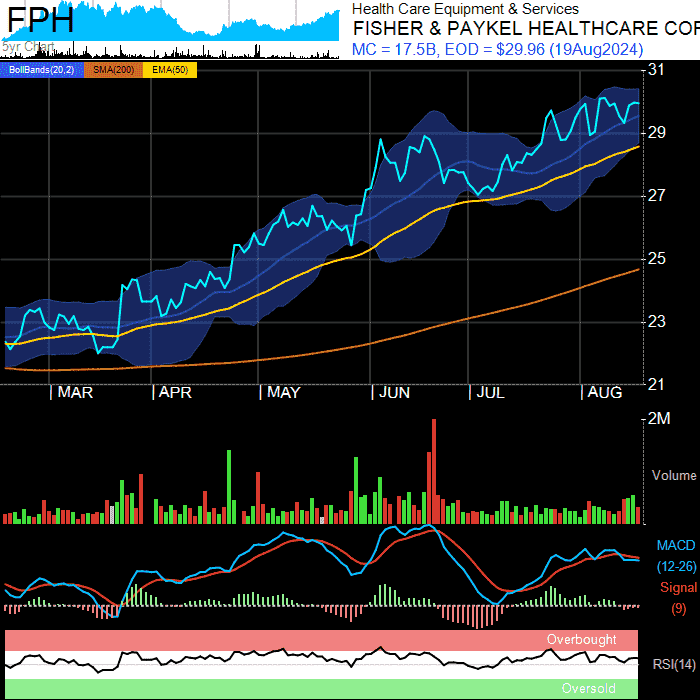 FPH
5yr Chart
Health Care Equipment & Services
FISHER & PAYKEL HEALTHCARE COR
MC = 17.5B, EOD = $29.96 (19Aug2024)
BollBands(20,2) SMA(200) EMA(50)
31
29
27
25
23
21
MAR APR MAY JUN JUL AUG
2M
Volume
MACD
(12-26)
Signal
(9)
Overbought
RSI(14)
Oversold